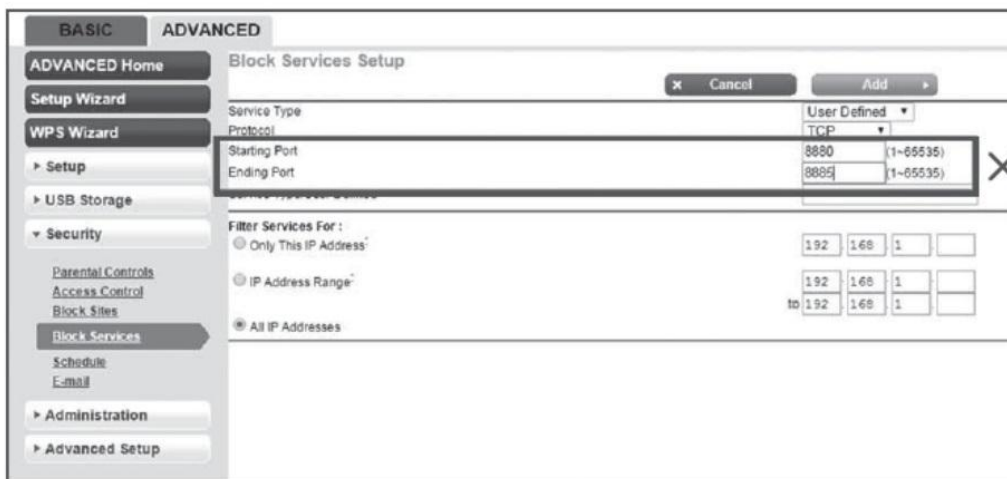 BASIC ADVANCED
ADVANCED Home
Setup Wizard
WPS Wizard
▸ Setup
▸ USB Storage
▾ Security
Parental Controls
Access Control
Block Sites
Block Services
Schedule
E-mail
▸ Administration
▸ Advanced Setup
Block Services Setup
× Cancel Add ▸
Service Type User Defined ▾
Protocol TCP ▾
Starting Port 8880 (1~65535)
Ending Port 8885 (1~65535)
Filter Services For :
Only This IP Address: 192 . 168 . 1 .
IP Address Range: 192 . 168 . 1 .
to 192 . 168 . 1 .
All IP Addresses